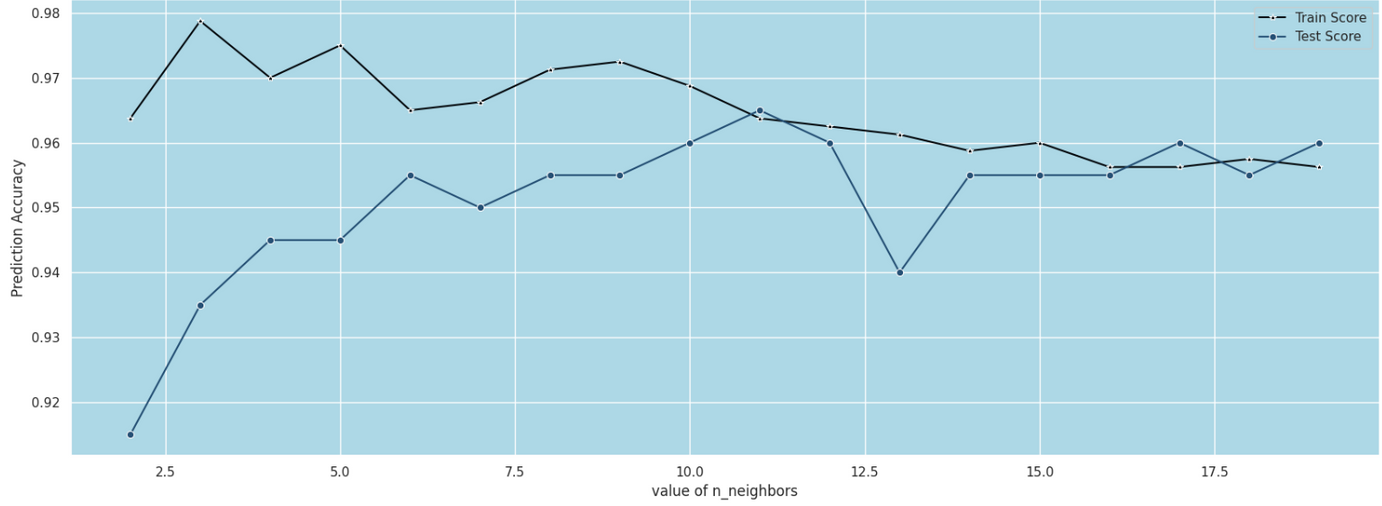 0.98
0.97
0.96
0.95
0.94
0.93
0.92
Prediction Accuracy
Train Score
Test Score
2.5 5.0 7.5 10.0 12.5 15.0 17.5
value of n_neighbors